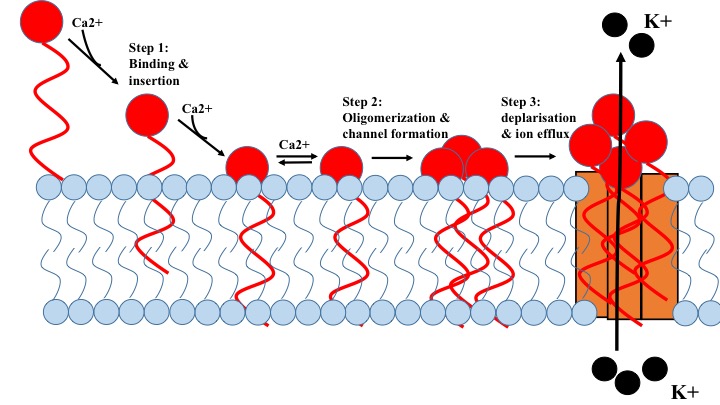 Ca2+
Step 1:
Binding &
insertion
Ca2+
Ca2+
Step 2:
Oligomerization &
channel formation
Step 3:
deplarisation
& ion efflux
K+
K+